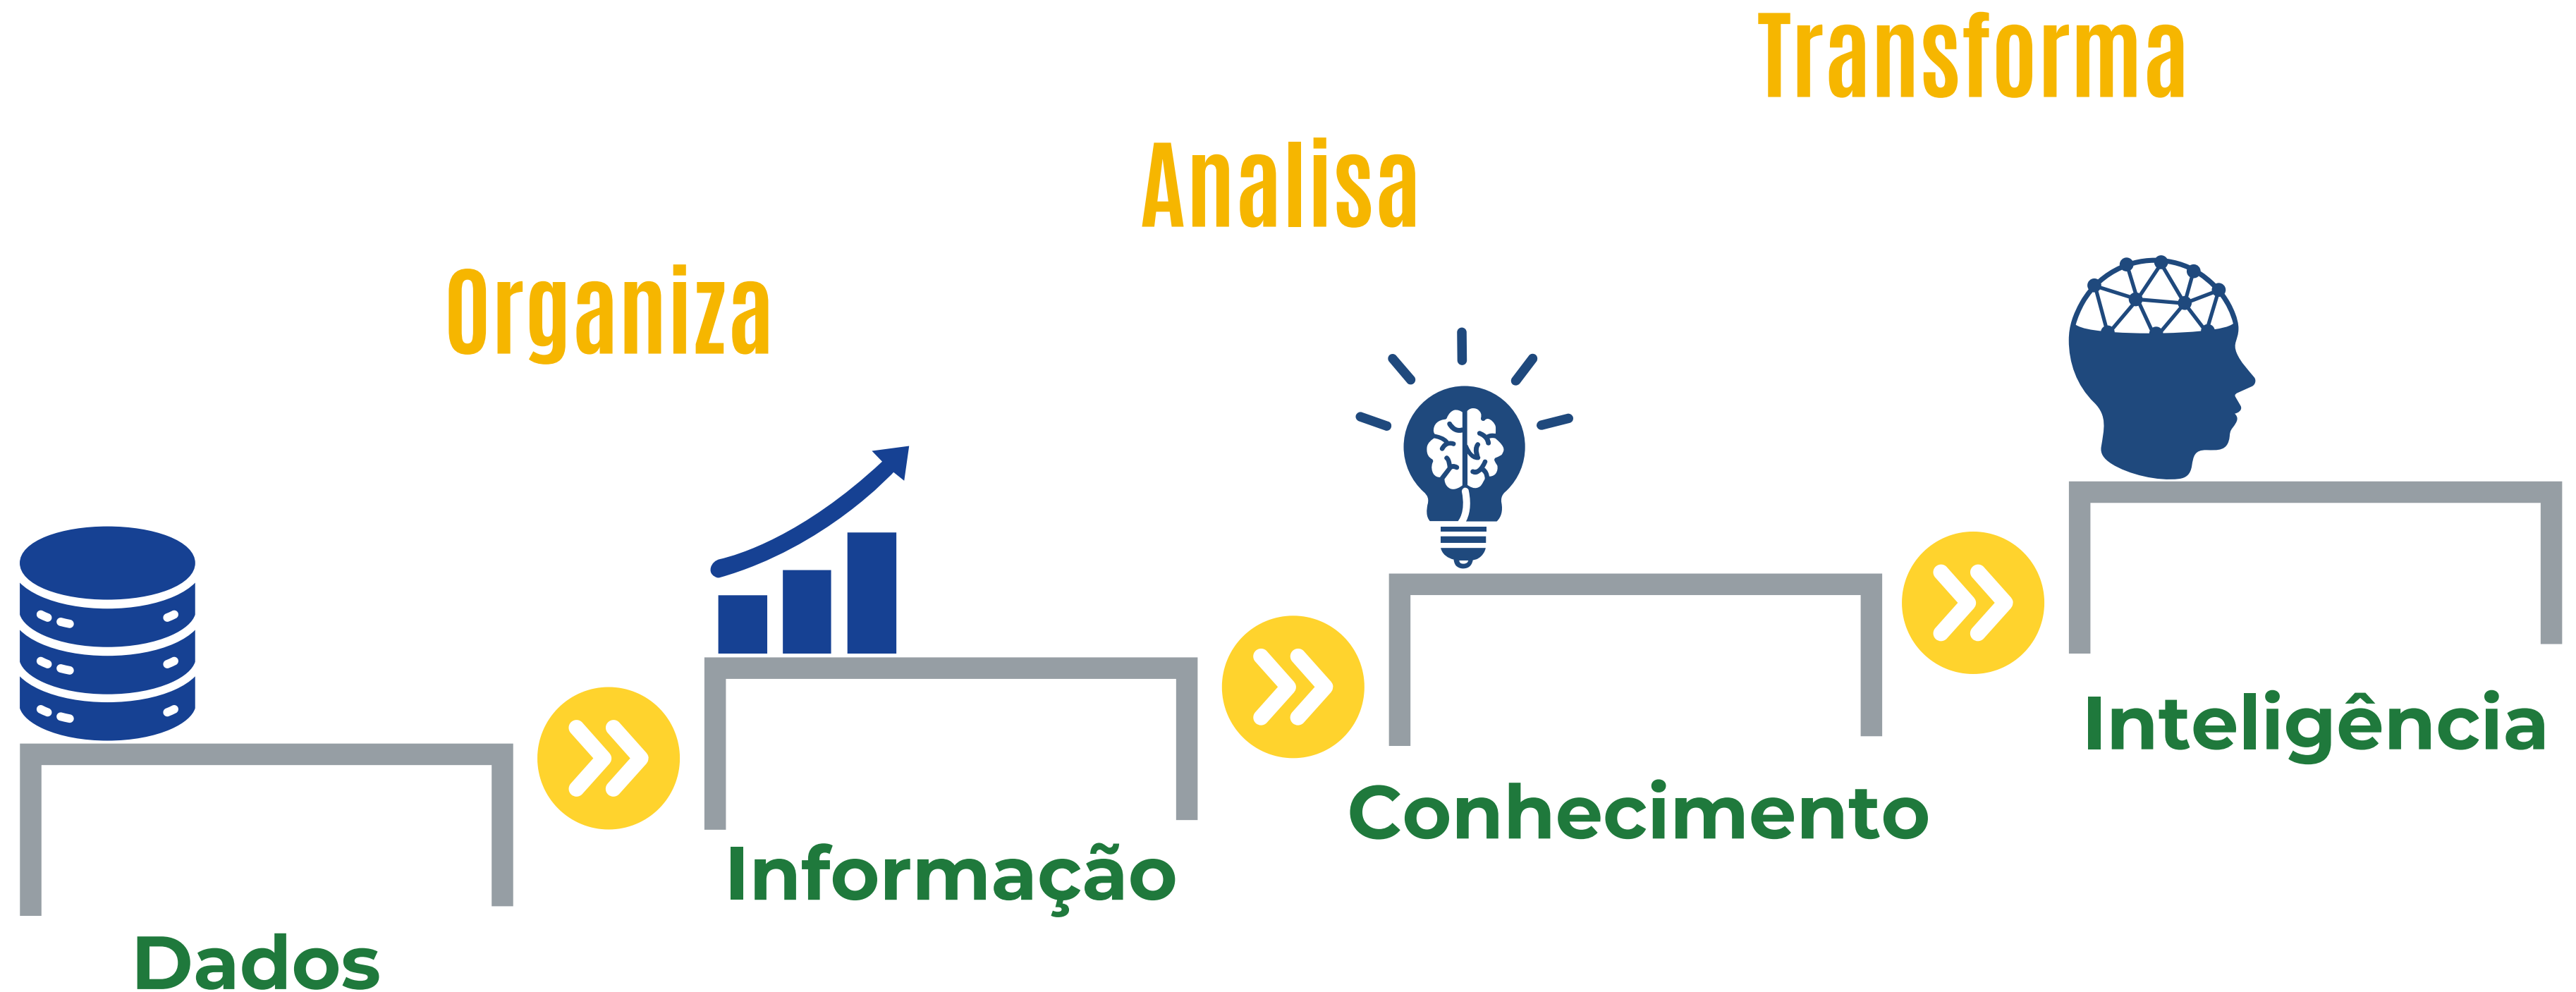 Transforma
Analisa
Organiza
Inteligência
Conhecimento
Informação
Dados